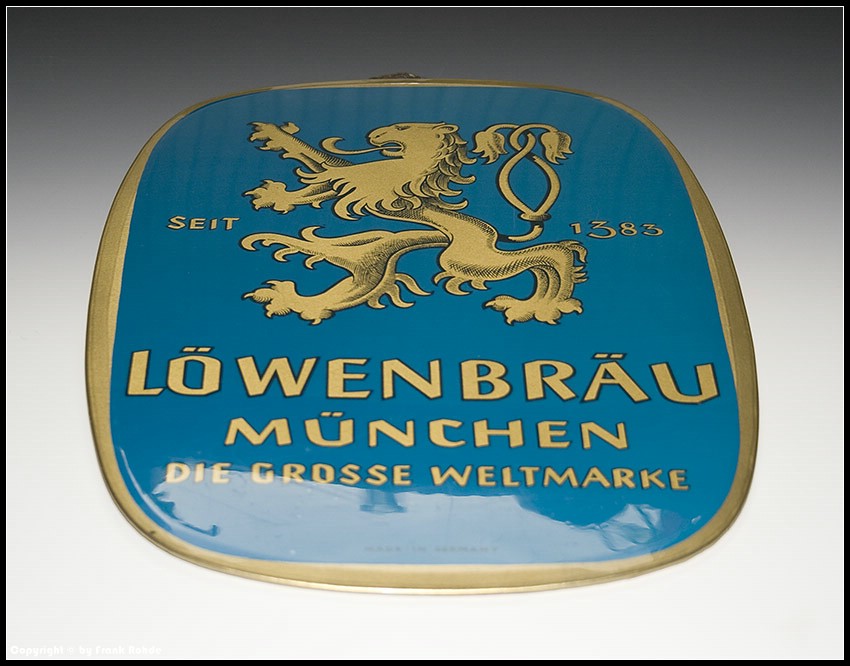 SEIT 1383
LÖWENBRÄU
MÜNCHEN
DIE GROSSE WELTMARKE
MADE IN GERMANY
Copyright © by Frank Rohde